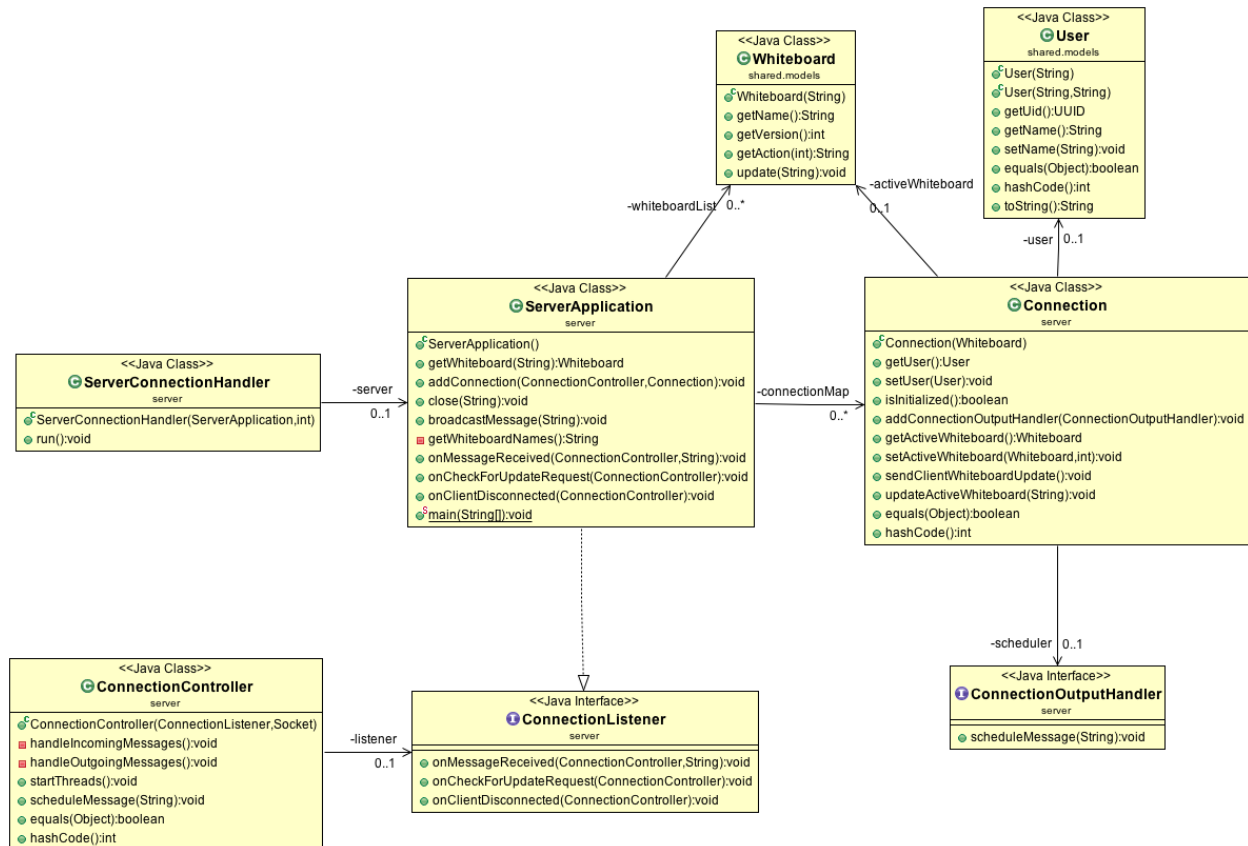 <<Java Class>>
Whiteboard
shared.models
Whiteboard(String)
getName():String
getVersion():int
getAction(int):String
update(String):void
<<Java Class>>
User
shared.models
User(String)
User(String,String)
getUid():UUID
getName():String
setName(String):void
equals(Object):boolean
hashCode():int
toString():String
-whiteboardList
0..*
-activeWhiteboard
0..1
-user
0..1
<<Java Class>>
ServerConnectionHandler
server
ServerConnectionHandler(ServerApplication,int)
run():void
-server
0..1
<<Java Class>>
ServerApplication
server
ServerApplication()
getWhiteboard(String):Whiteboard
addConnection(ConnectionController,Connection):void
close(String):void
broadcastMessage(String):void
getWhiteboardNames():String
onMessageReceived(ConnectionController,String):void
onCheckForUpdateRequest(ConnectionController):void
onClientDisconnected(ConnectionController):void
main(String[]):void
-connectionMap
0..*
<<Java Class>>
Connection
server
Connection(Whiteboard)
getUser():User
setUser(User):void
isInitialized():boolean
addConnectionOutputHandler(ConnectionOutputHandler):void
getActiveWhiteboard():Whiteboard
setActiveWhiteboard(Whiteboard,int):void
sendClientWhiteboardUpdate():void
updateActiveWhiteboard(String):void
equals(Object):boolean
hashCode():int
-scheduler
0..1
<<Java Class>>
ConnectionController
server
ConnectionController(ConnectionListener,Socket)
handleIncomingMessages():void
handleOutgoingMessages():void
startThreads():void
scheduleMessage(String):void
equals(Object):boolean
hashCode():int
-listener
0..1
<<Java Interface>>
ConnectionListener
server
onMessageReceived(ConnectionController,String):void
onCheckForUpdateRequest(ConnectionController):void
onClientDisconnected(ConnectionController):void
<<Java Interface>>
ConnectionOutputHandler
server
scheduleMessage(String):void